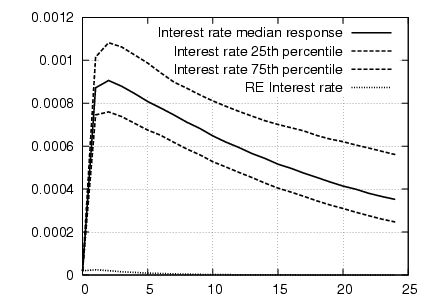 0.0012
Interest rate median response
0.001
Interest rate 25th percentile
Interest rate 75th percentile
0.0008
RE Interest rate
0.0006
0.0004
0.0002
0
0 5 10 15 20 25